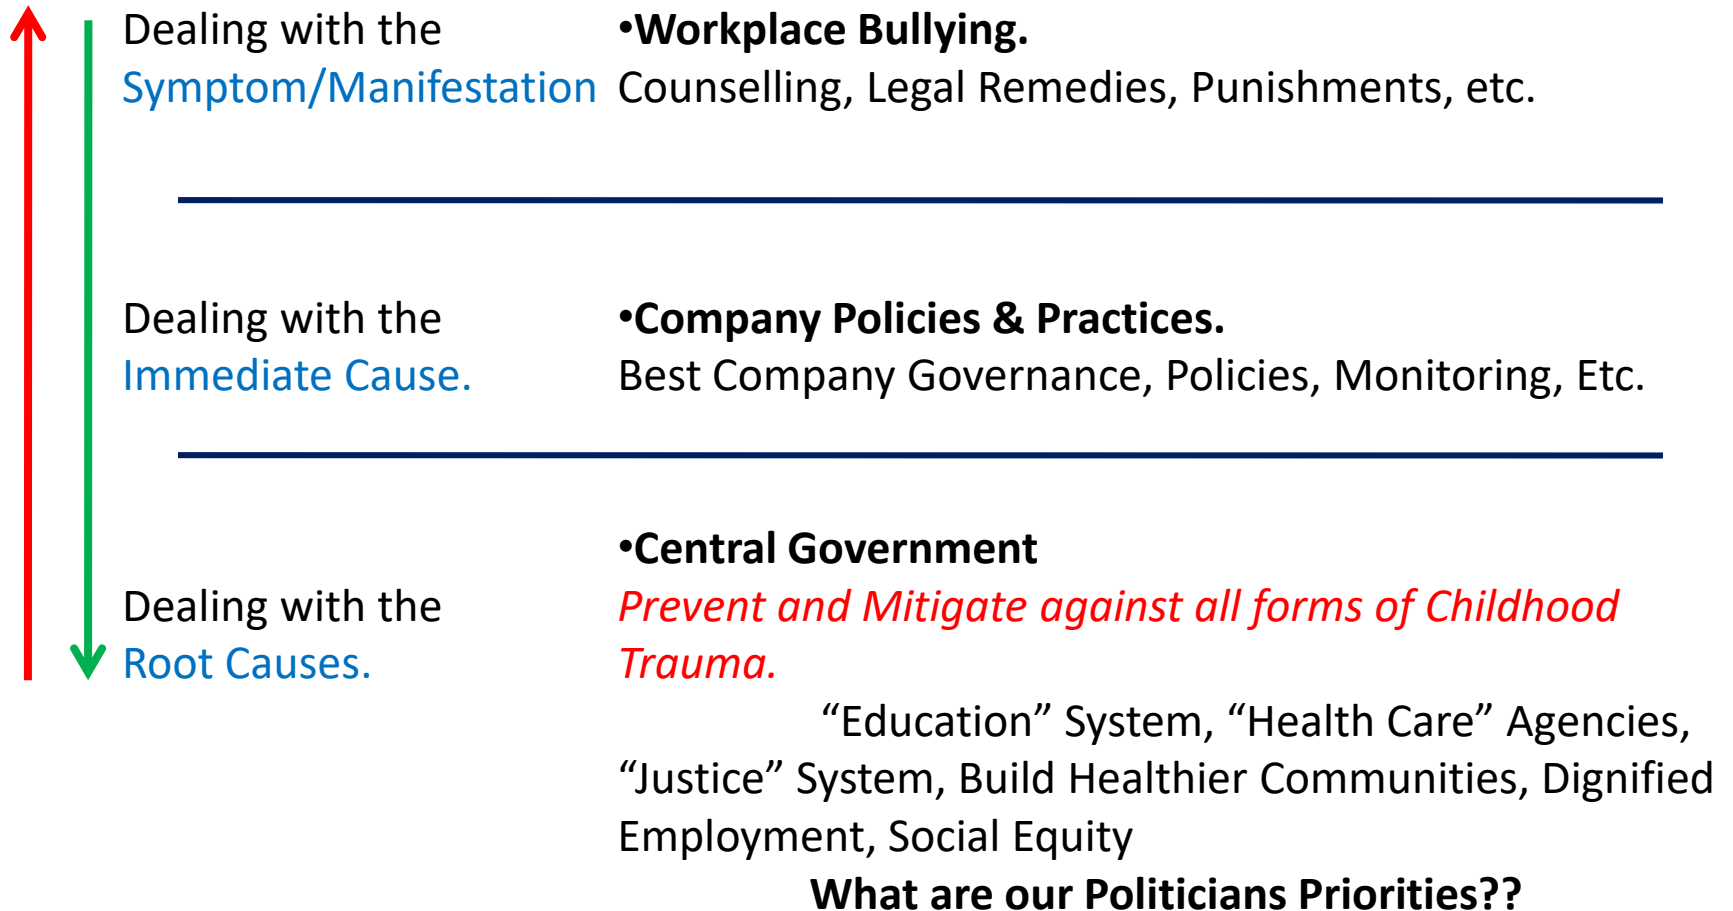 Dealing with the
Symptom/Manifestation
•Workplace Bullying.
Counselling, Legal Remedies, Punishments, etc.
Dealing with the
Immediate Cause.
•Company Policies & Practices.
Best Company Governance, Policies, Monitoring, Etc.
Dealing with the
Root Causes.
•Central Government
Prevent and Mitigate against all forms of Childhood
Trauma.
“Education” System, “Health Care” Agencies,
“Justice” System, Build Healthier Communities, Dignified
Employment, Social Equity
What are our Politicians Priorities??